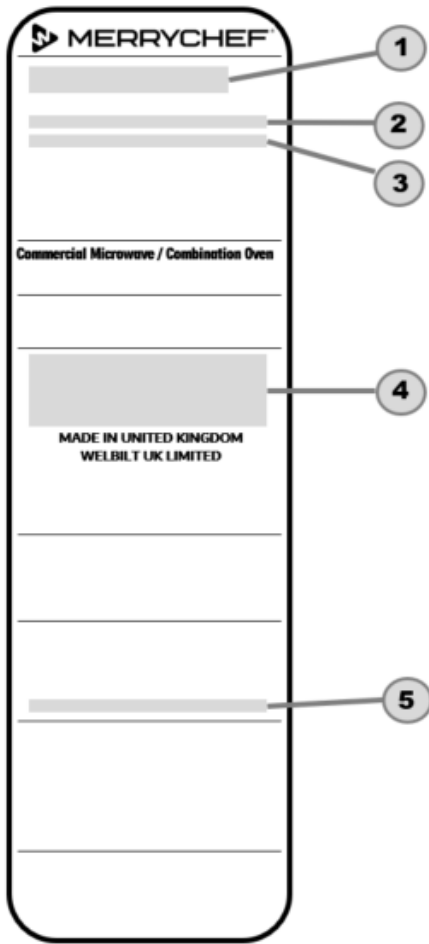 MERRYCHEF
1
2
3
Commercial Microwave / Combination Oven
4
MADE IN UNITED KINGDOM
WELBILT UK LIMITED
5